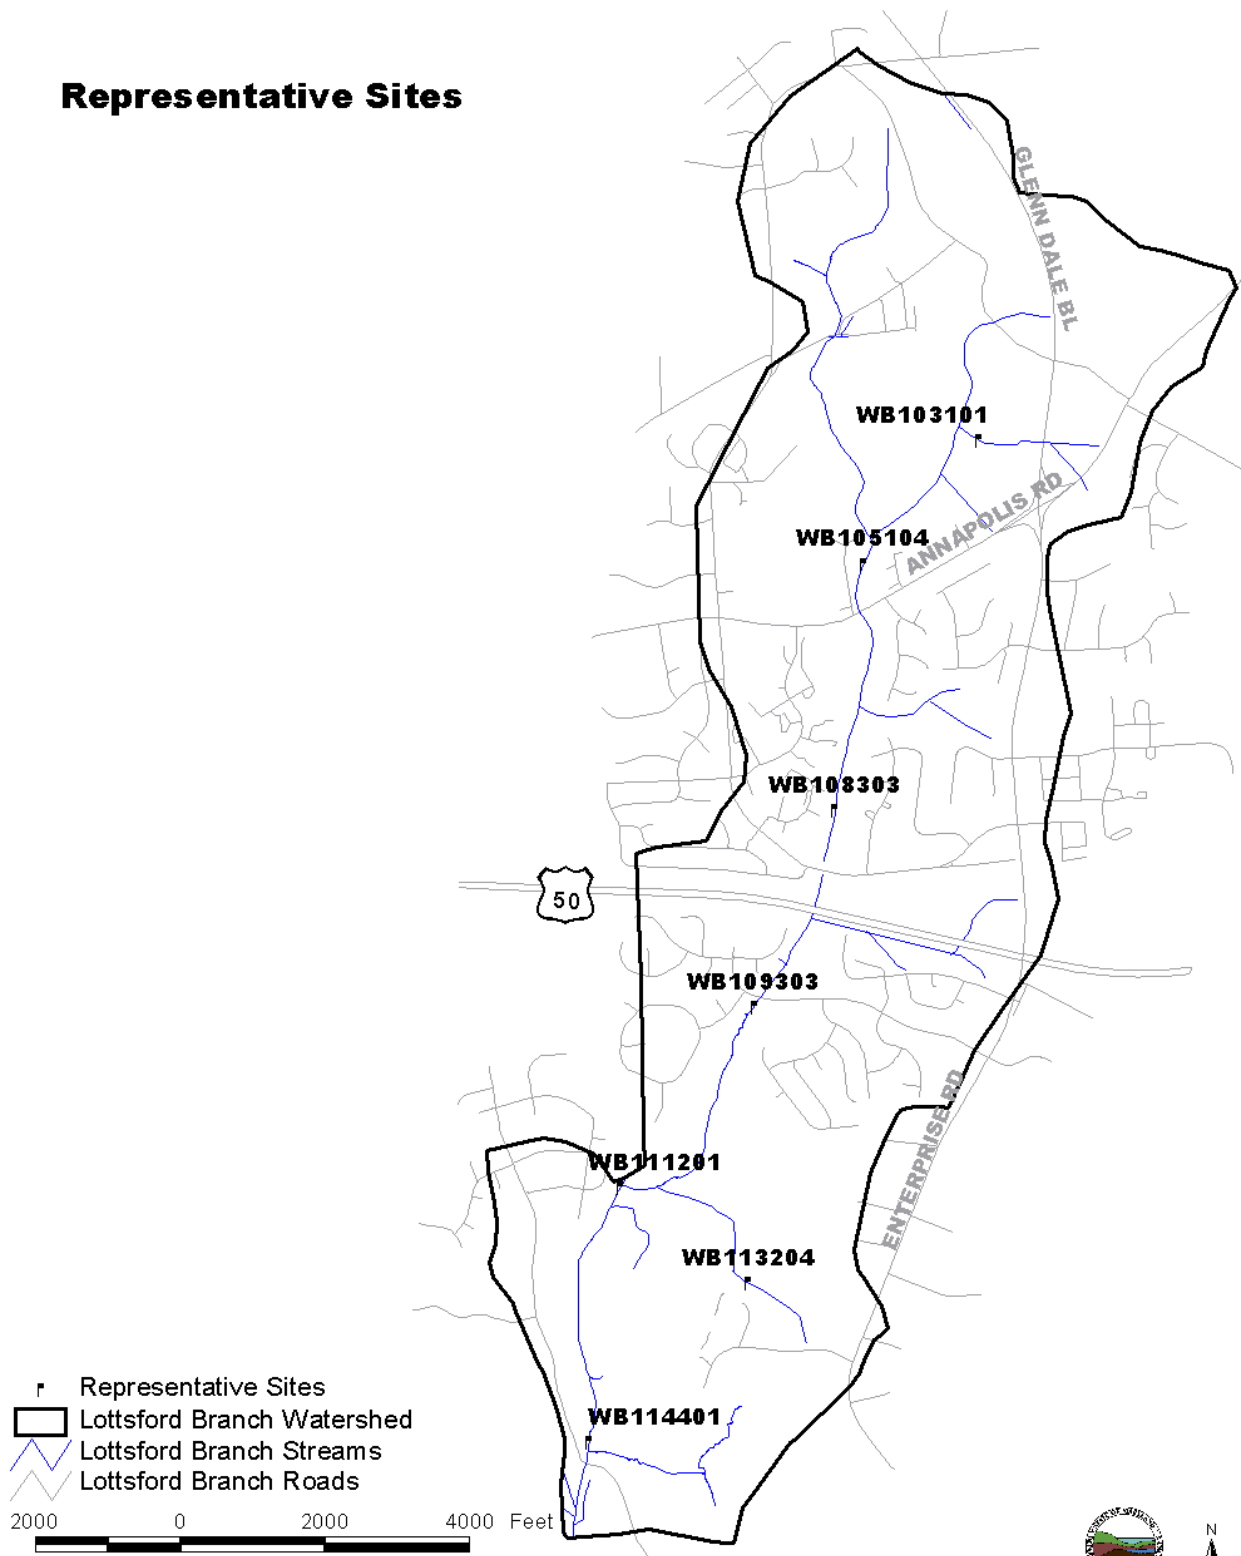 Representative Sites
GLENN DALE BL
WB103101
ANNAPOLIS RD
WB105104
WB108303
50
WB109303
ENTERPRISE RD
WB111201
WB113204
WB114401
Representative Sites
Lottsford Branch Watershed
Lottsford Branch Streams
Lottsford Branch Roads
2000 0 2000 4000 Feet
N